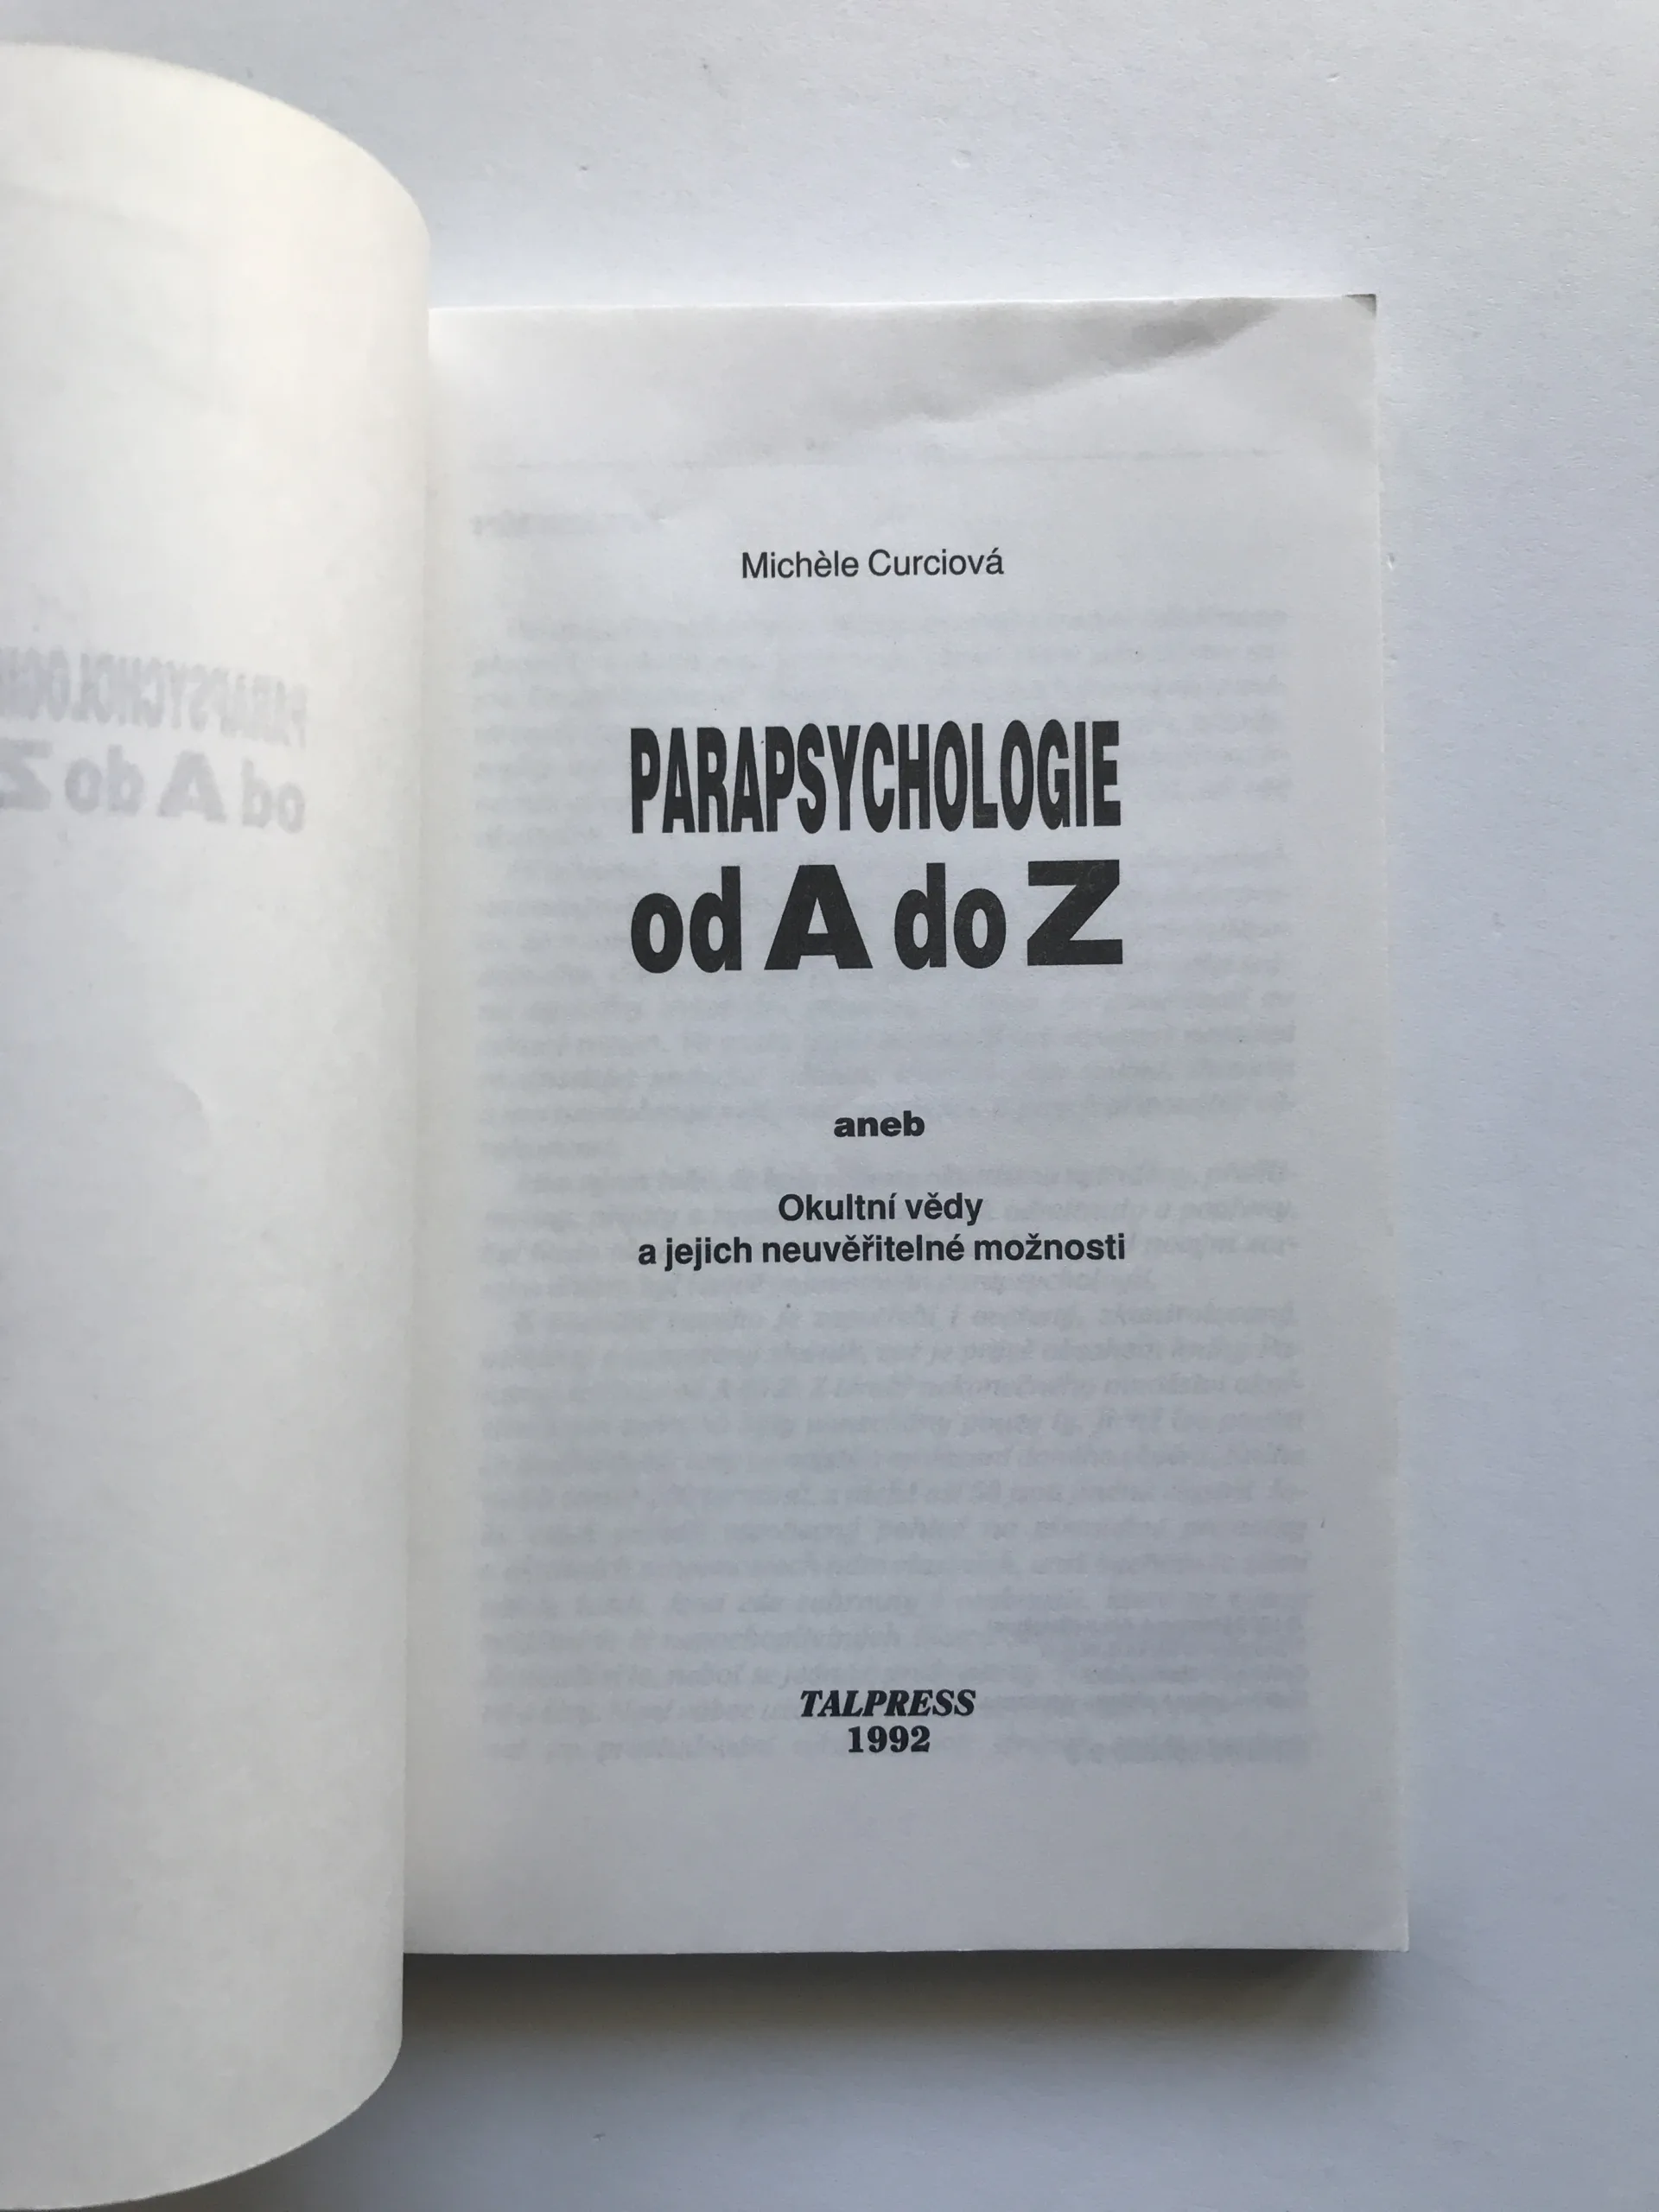 Michèle Curciová
PARAPSYCHOLOGIE
od A do Z
aneb
Okultní vědy
a jejich neuvěřitelné možnosti
TALPRESS
1992